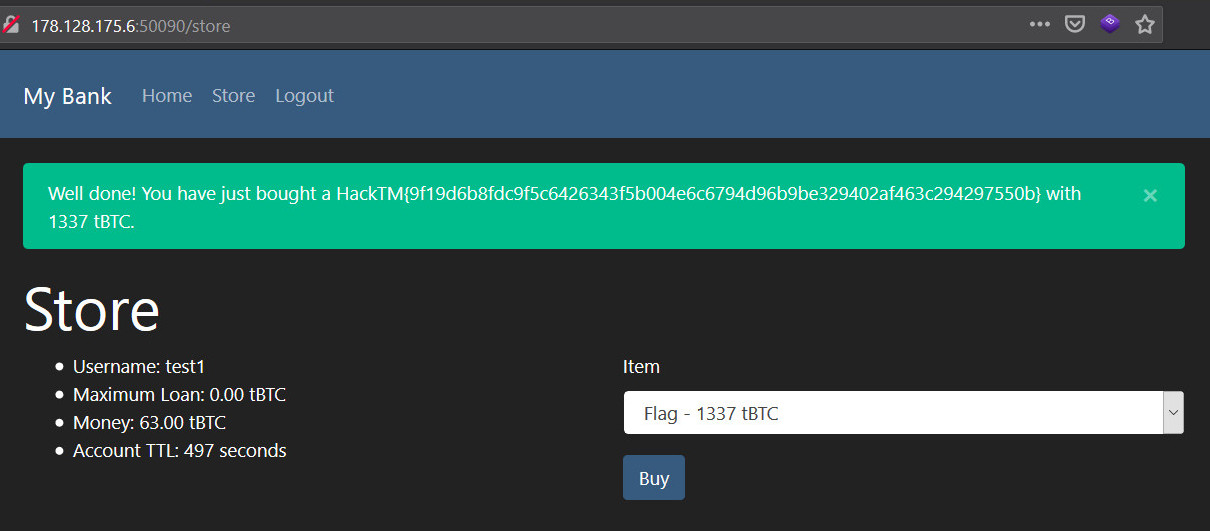 178.128.175.6:50090/store
My Bank Home Store Logout
Well done! You have just bought a HackTM{9f19d6b8fdc9f5c6426343f5b004e6c6794d96b9be329402af463c294297550b} with
1337 tBTC.
×
Store
Username: test1
Maximum Loan: 0.00 tBTC
Money: 63.00 tBTC
Account TTL: 497 seconds
Item
Flag - 1337 tBTC
Buy